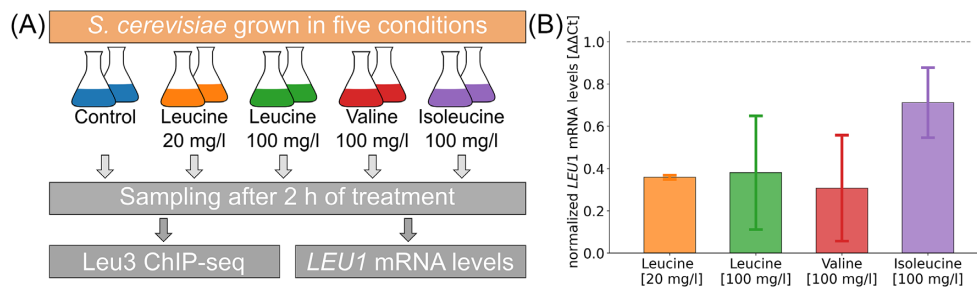 (A)
S. cerevisiae grown in five conditions
Control
Leucine
20 mg/l
Leucine
100 mg/l
Valine
100 mg/l
Isoleucine
100 mg/l
Sampling after 2 h of treatment
Leu3 ChIP-seq
LEU1 mRNA levels
(B)
normalized LEU1 mRNA levels [ΔΔCt]
1.0
0.8
0.6
0.4
0.2
0.0
Leucine
[20 mg/l]
Leucine
[100 mg/l]
Valine
[100 mg/l]
Isoleucine
[100 mg/l]